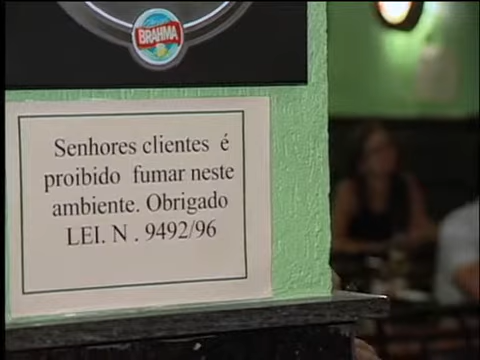 BRAHMA
Senhores clientes é
proibido fumar neste
ambiente. Obrigado
LEI. N . 9492/96